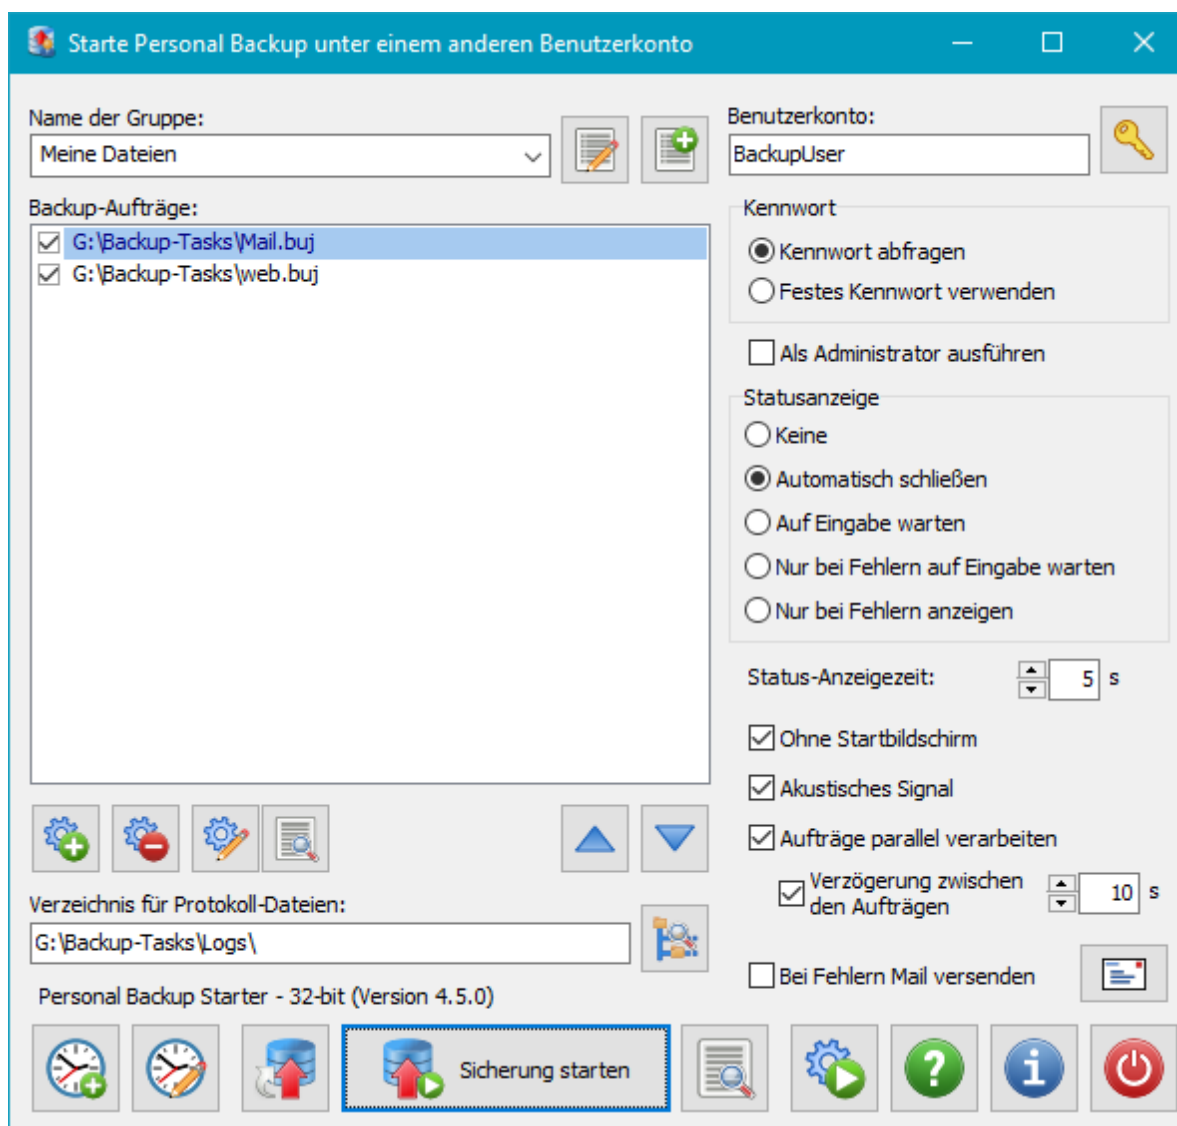 Starte Personal Backup unter einem anderen Benutzerkonto
Name der Gruppe:
Meine Dateien
Backup-Aufträge:
G:\Backup-Tasks\Mail.buj
G:\Backup-Tasks\web.buj
Verzeichnis für Protokoll-Dateien:
G:\Backup-Tasks\Logs\
Personal Backup Starter - 32-bit (Version 4.5.0)
Benutzerkonto:
BackupUser
Kennwort
Kennwort abfragen
Festes Kennwort verwenden
Als Administrator ausführen
Statusanzeige
Keine
Automatisch schließen
Auf Eingabe warten
Nur bei Fehlern auf Eingabe warten
Nur bei Fehlern anzeigen
Status-Anzeigezeit: 5 s
Ohne Startbildschirm
Akustisches Signal
Aufträge parallel verarbeiten
Verzögerung zwischen
den Aufträgen 10 s
Bei Fehlern Mail versenden
Sicherung starten